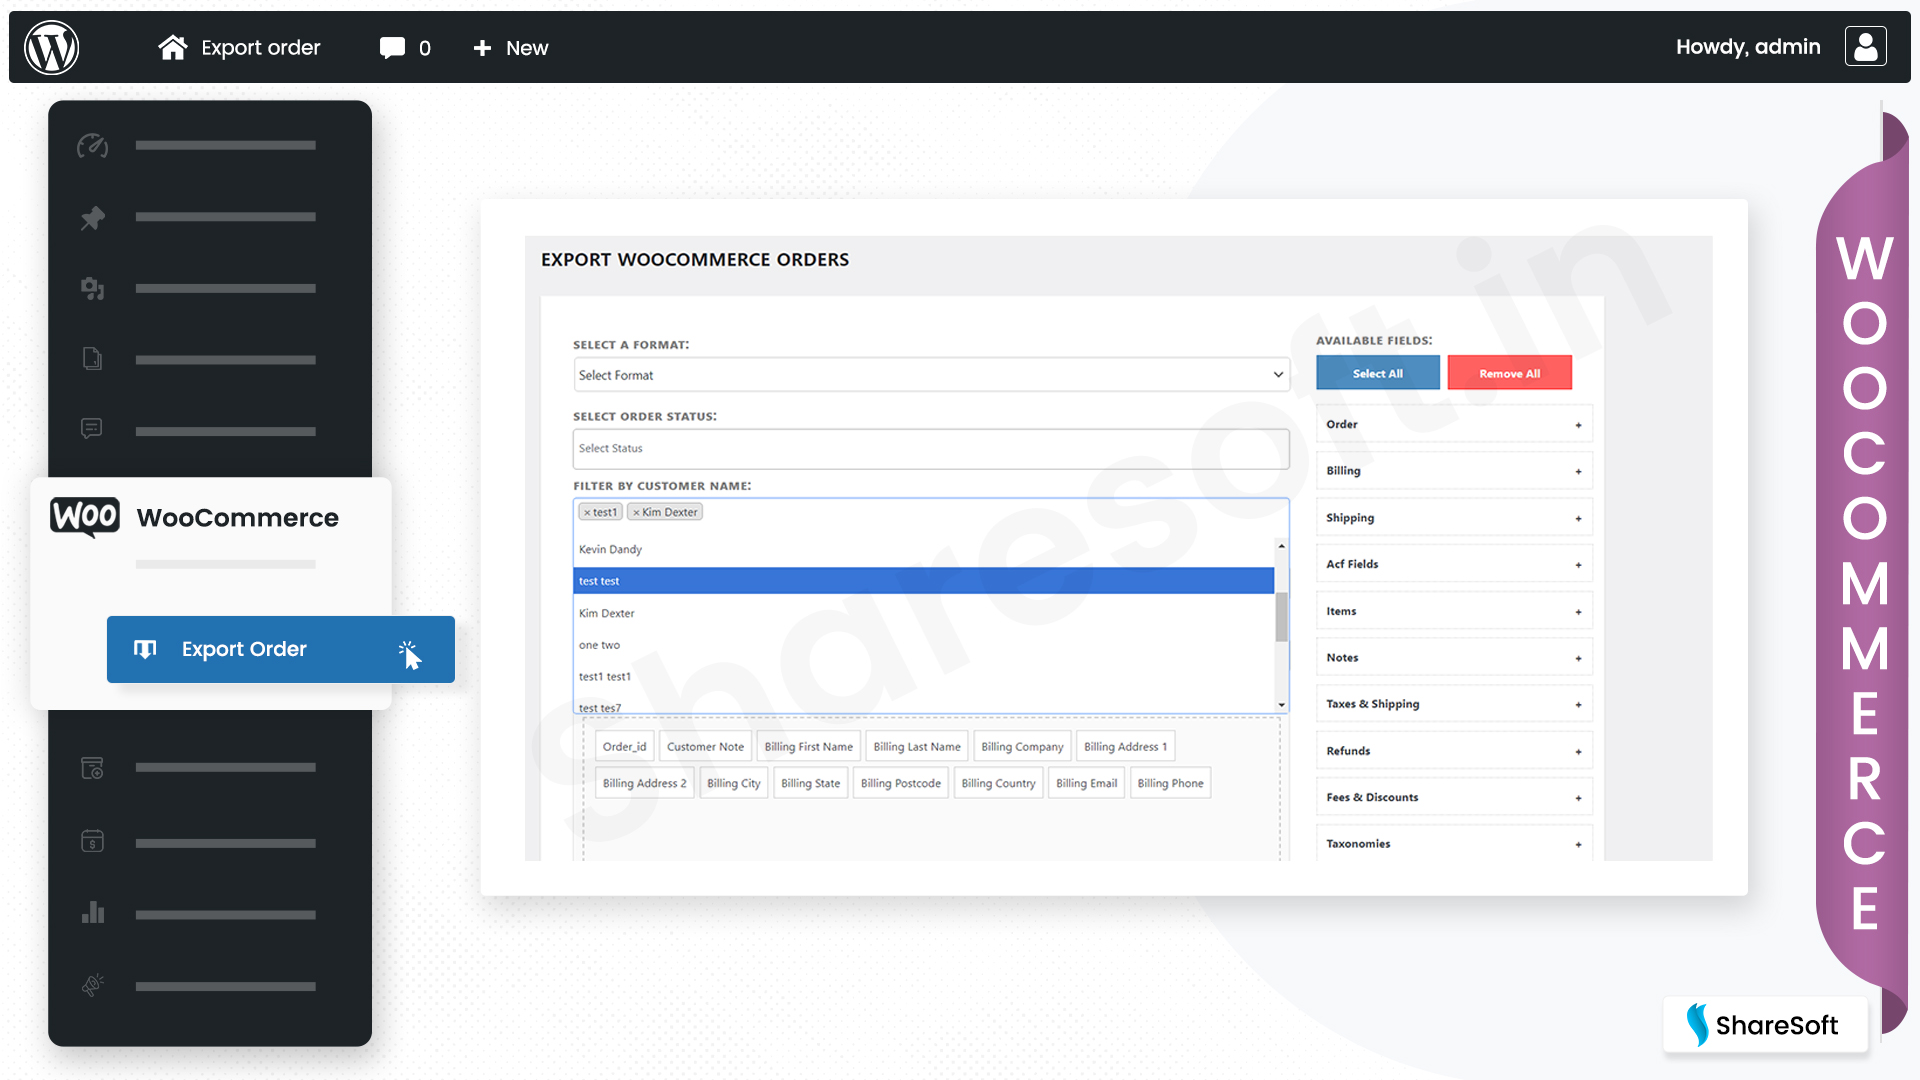 Export order
0
+ New
Howdy, admin
WOO WooCommerce
Export Order
EXPORT WOOCOMMERCE ORDERS
SELECT A FORMAT:
Select Format
SELECT ORDER STATUS:
Select Status
FILTER BY CUSTOMER NAME:
× test1 × Kim Dexter
Kevin Dandy
test test
Kim Dexter
one two
test1 test1
test tes7
Order_id Customer Note Billing First Name Billing Last Name Billing Company Billing Address 1
Billing Address 2 Billing City Billing State Billing Postcode Billing Country Billing Email Billing Phone
AVAILABLE FIELDS:
Select All Remove All
Order +
Billing +
Shipping +
Acf Fields +
Items +
Notes +
Taxes & Shipping +
Refunds +
Fees & Discounts +
Taxonomies +
sharesoft.in
WOOCOMMERCE
ShareSoft